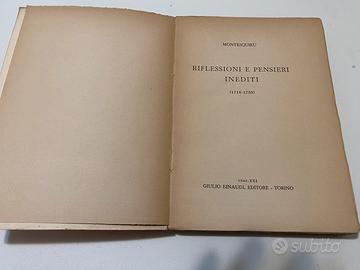 MONTESQUIEU
RIFLESSIONI E PENSIERI
INEDITI
(1716-1755)
1943-XXI
GIULIO EINAUDI, EDITORE - TORINO
subito